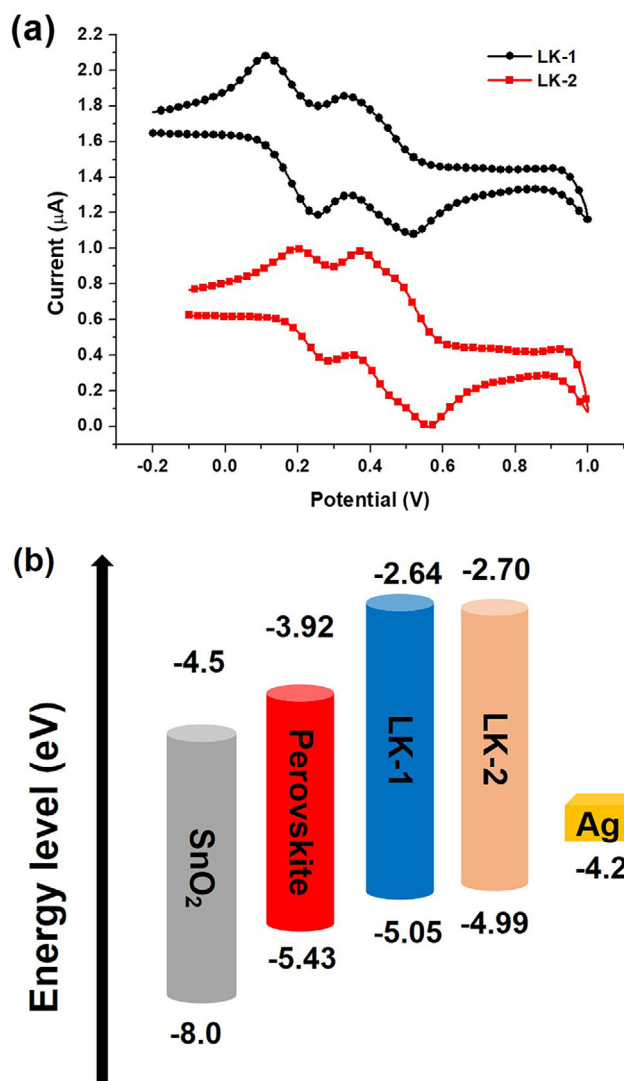 (a)
2.2
2.0
1.8
1.6
1.4
1.2
1.0
0.8
0.6
0.4
0.2
0.0
Current (μA)
LK-1
LK-2
-0.2 0.0 0.2 0.4 0.6 0.8 1.0
Potential (V)
(b)
Energy level (eV)
-4.5
SnO2
-8.0
-3.92
Perovskite
-5.43
-2.64
LK-1
-5.05
-2.70
LK-2
-4.99
Ag
-4.2